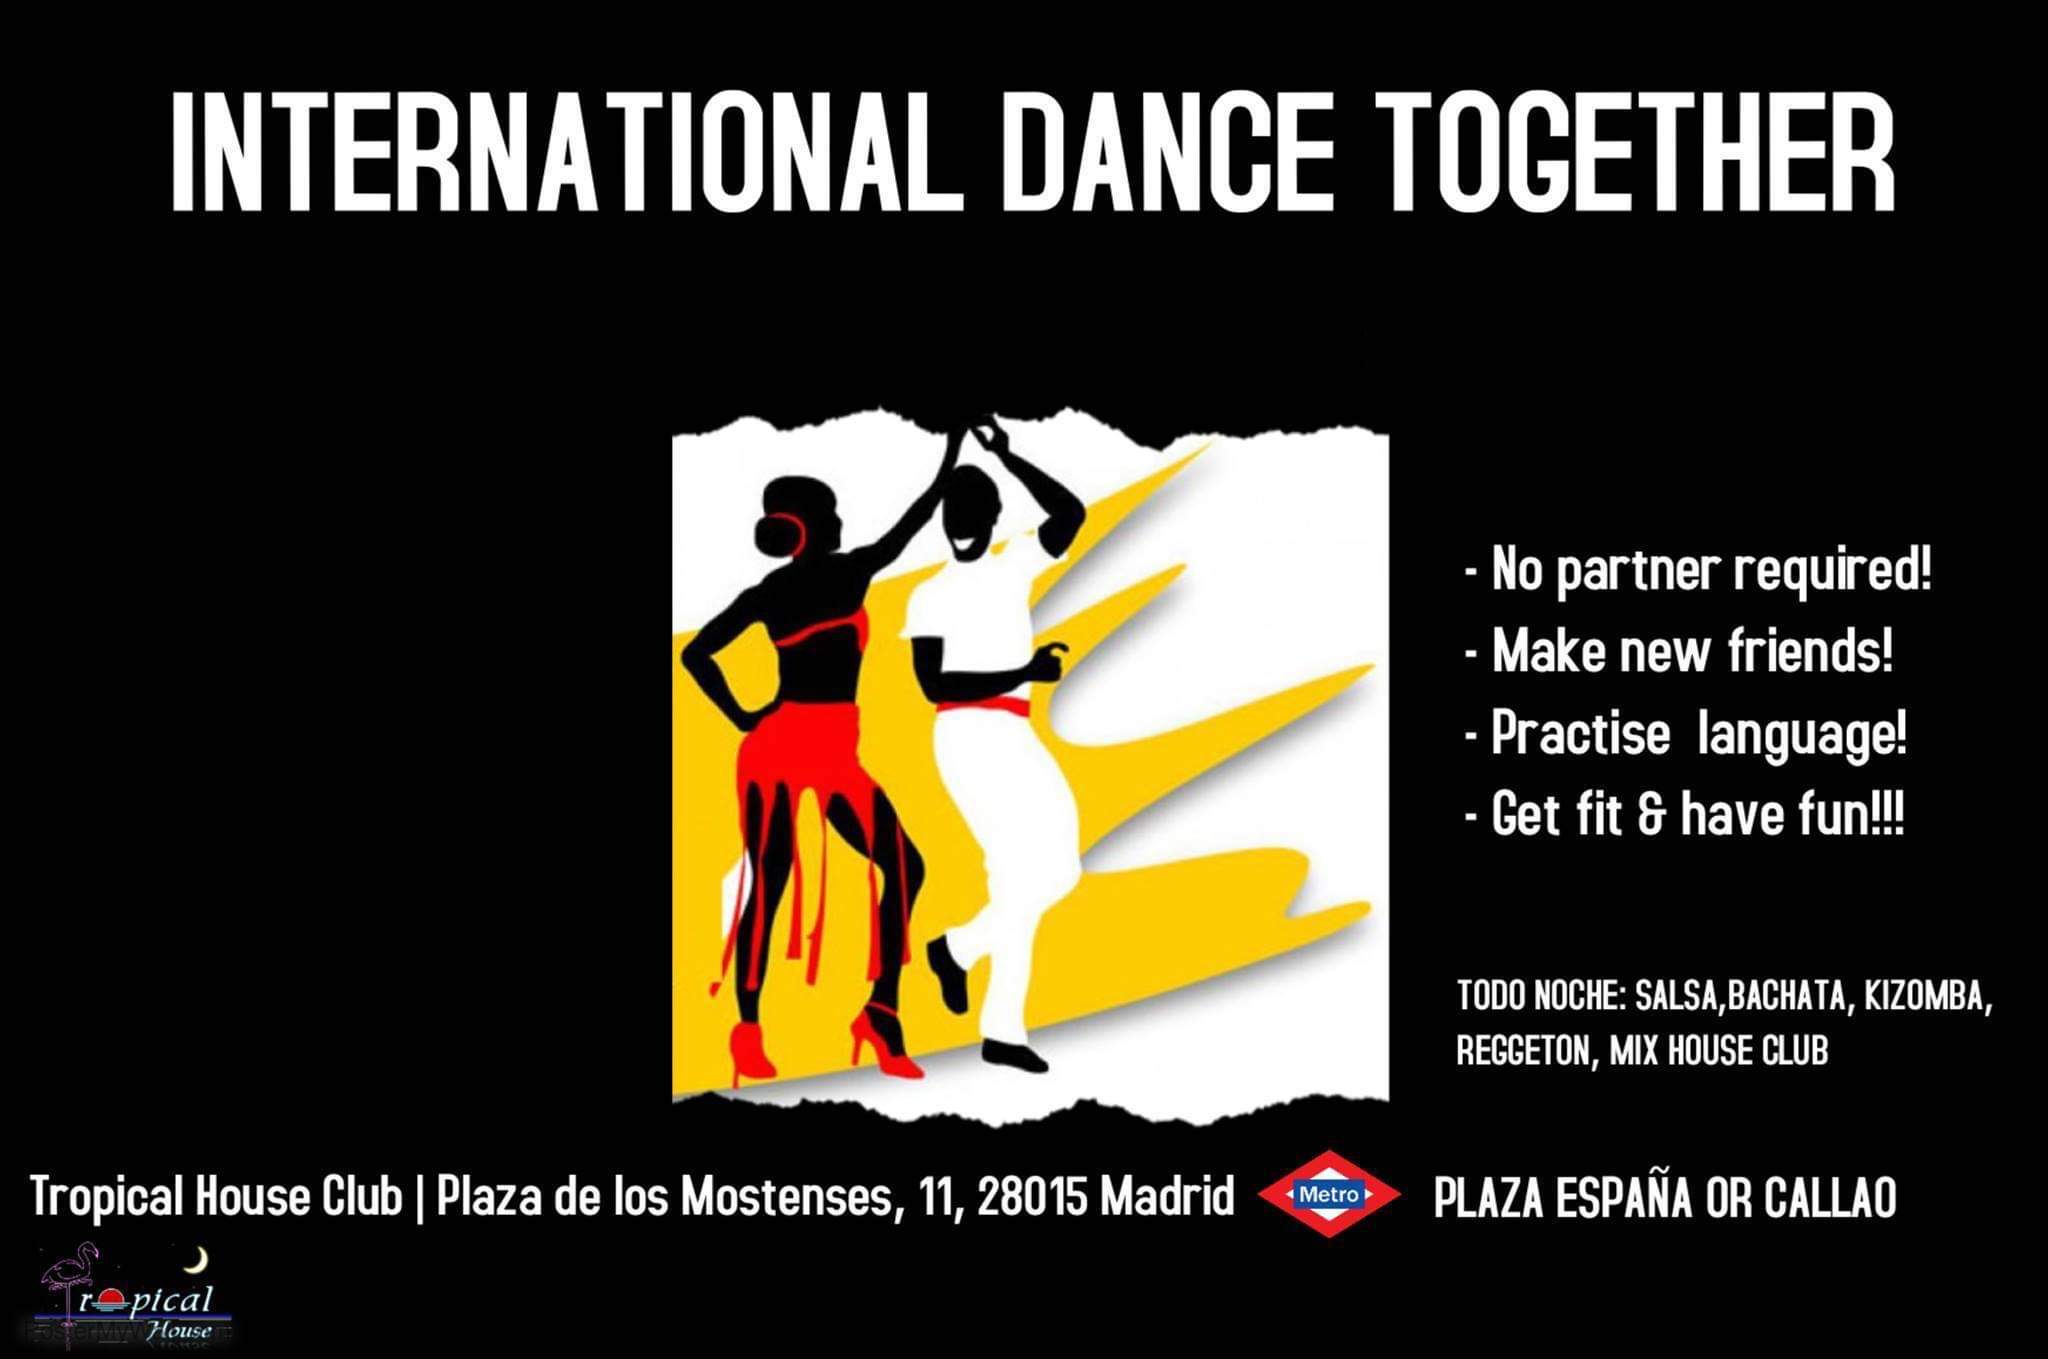 INTERNATIONAL DANCE TOGETHER
- No partner required!
- Make new friends!
- Practise language!
- Get fit & have fun!!!
TODO NOCHE: SALSA,BACHATA, KIZOMBA,
REGGETON, MIX HOUSE CLUB
Tropical House Club | Plaza de los Mostenses, 11, 28015 Madrid
Metro
PLAZA ESPAÑA OR CALLAO
Tropical
House